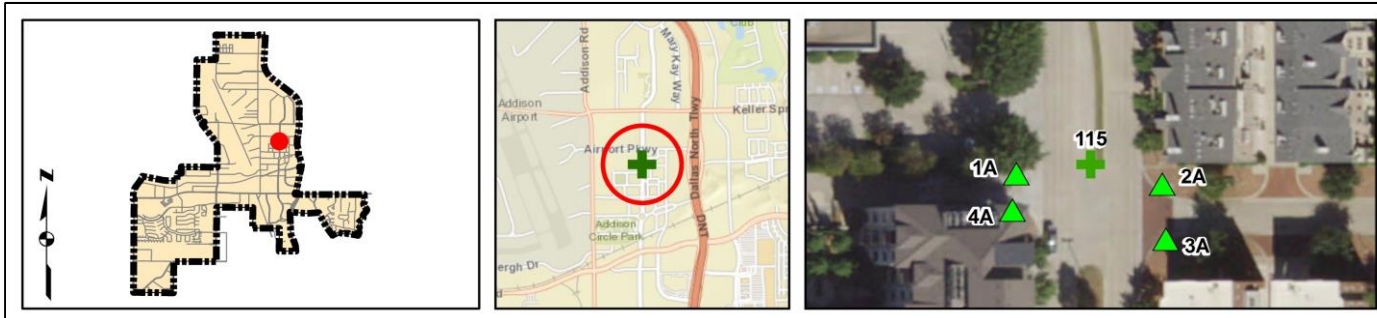 Z
Addison Rd
Mary Kay Way
Club
Addison
Airport
Keller Spr
Airport Pkwy
Dallas North Tlwy
Addison
Circle Park
DNT
ergh Dr
d
115
1A
2A
4A
3A